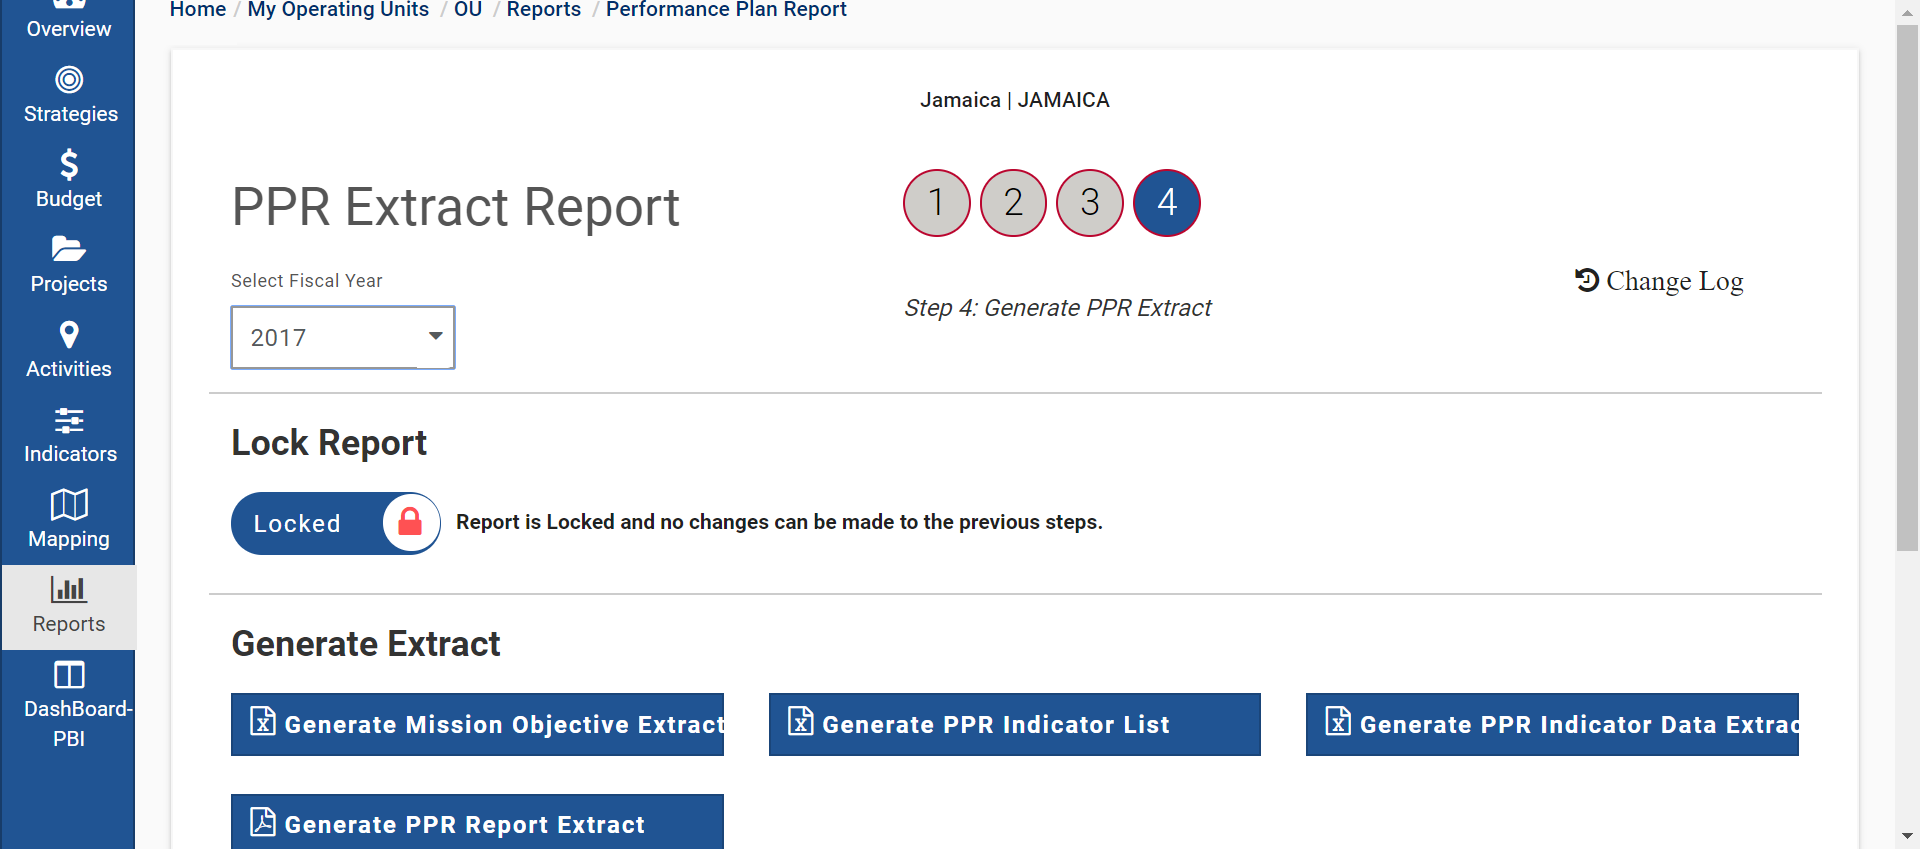 Home / My Operating Units / OU / Reports / Performance Plan Report
Overview
Strategies
Budget
Projects
Activities
Indicators
Mapping
Reports
DashBoard-
PBI
Jamaica | JAMAICA
PPR Extract Report
1 2 3 4
Select Fiscal Year
2017
Step 4: Generate PPR Extract
Change Log
Lock Report
Locked
Report is Locked and no changes can be made to the previous steps.
Generate Extract
Generate Mission Objective Extract
Generate PPR Indicator List
Generate PPR Indicator Data Extrac
Generate PPR Report Extract